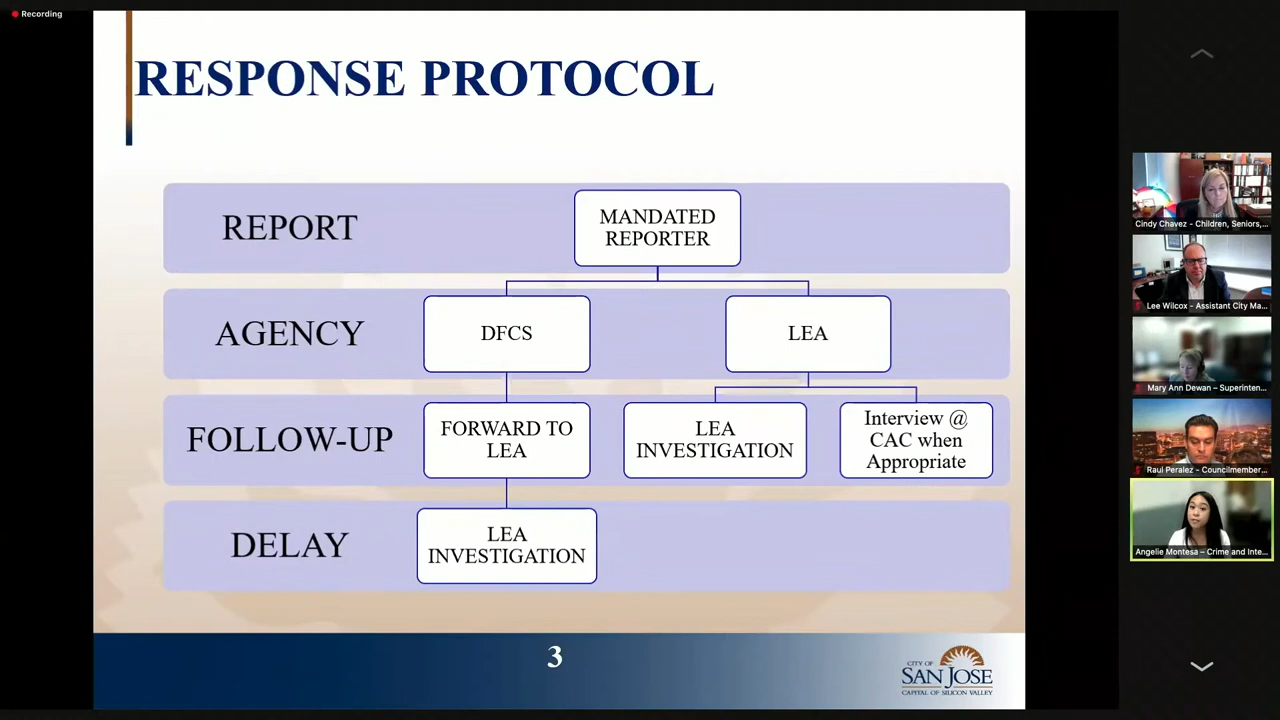 Recording
RESPONSE PROTOCOL
REPORT
MANDATED
REPORTER
AGENCY
DFCS
LEA
FOLLOW-UP
FORWARD TO
LEA
LEA
INVESTIGATION
Interview @
CAC when
Appropriate
DELAY
LEA
INVESTIGATION
3
CITY OF
SAN JOSE
CAPITAL OF SILICON VALLEY
Cindy Chavez - Children, Seniors,...
Lee Wilcox - Assistant City Ma...
Mary Ann Dewan – Superinten...
Raul Peralez - Councilmember...
Angelie Montesa – Crime and Inte...